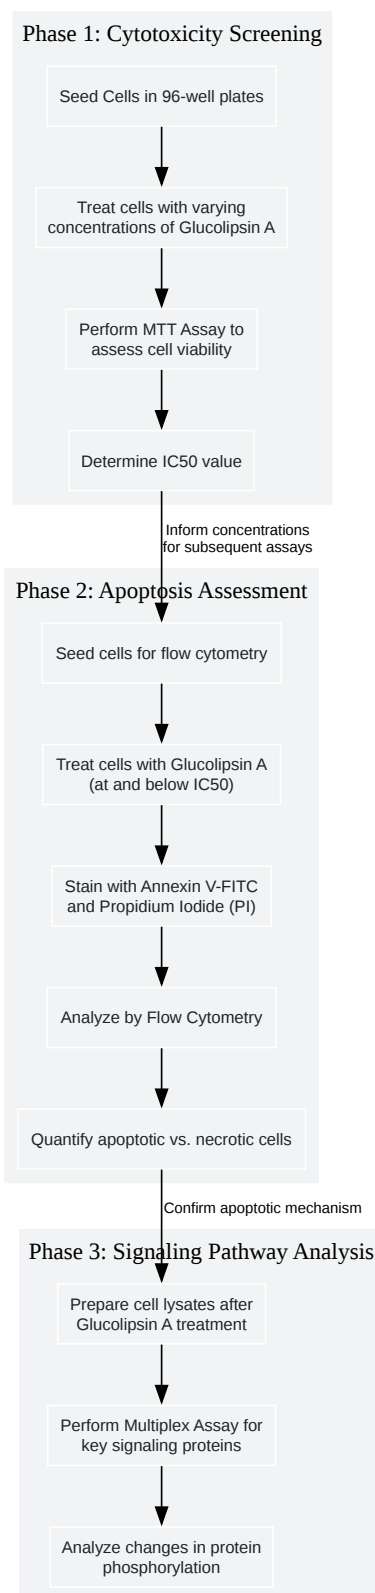 Phase 1: Cytotoxicity Screening
Seed Cells in 96-well plates
Treat cells with varying
concentrations of Glucolipsin A
Perform MTT Assay to
assess cell viability
Determine IC50 value
Inform concentrations
for subsequent assays
Phase 2: Apoptosis Assessment
Seed cells for flow cytometry
Treat cells with Glucolipsin A
(at and below IC50)
Stain with Annexin V-FITC
and Propidium Iodide (PI)
Analyze by Flow Cytometry
Quantify apoptotic vs. necrotic cells
Confirm apoptotic mechanism
Phase 3: Signaling Pathway Analysis
Prepare cell lysates after
Glucolipsin A treatment
Perform Multiplex Assay for
key signaling proteins
Analyze changes in protein
phosphorylation